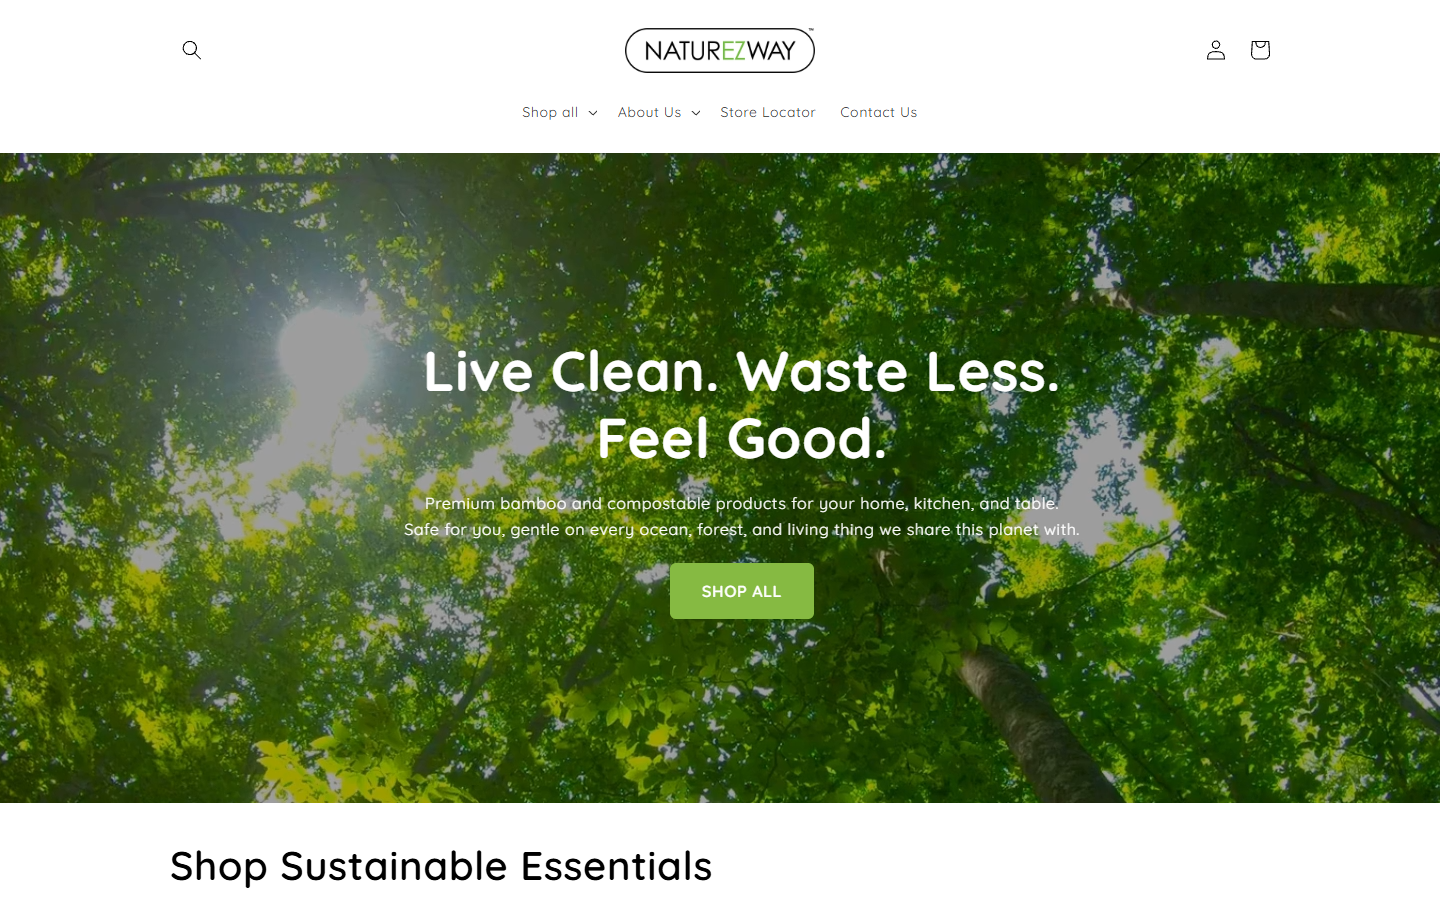 NATUREZWAY™
Shop all
About Us
Store Locator
Contact Us
Live Clean. Waste Less.
Feel Good.
Premium bamboo and compostable products for your home, kitchen, and table.
Safe for you, gentle on every ocean, forest, and living thing we share this planet with.
SHOP ALL
Shop Sustainable Essentials